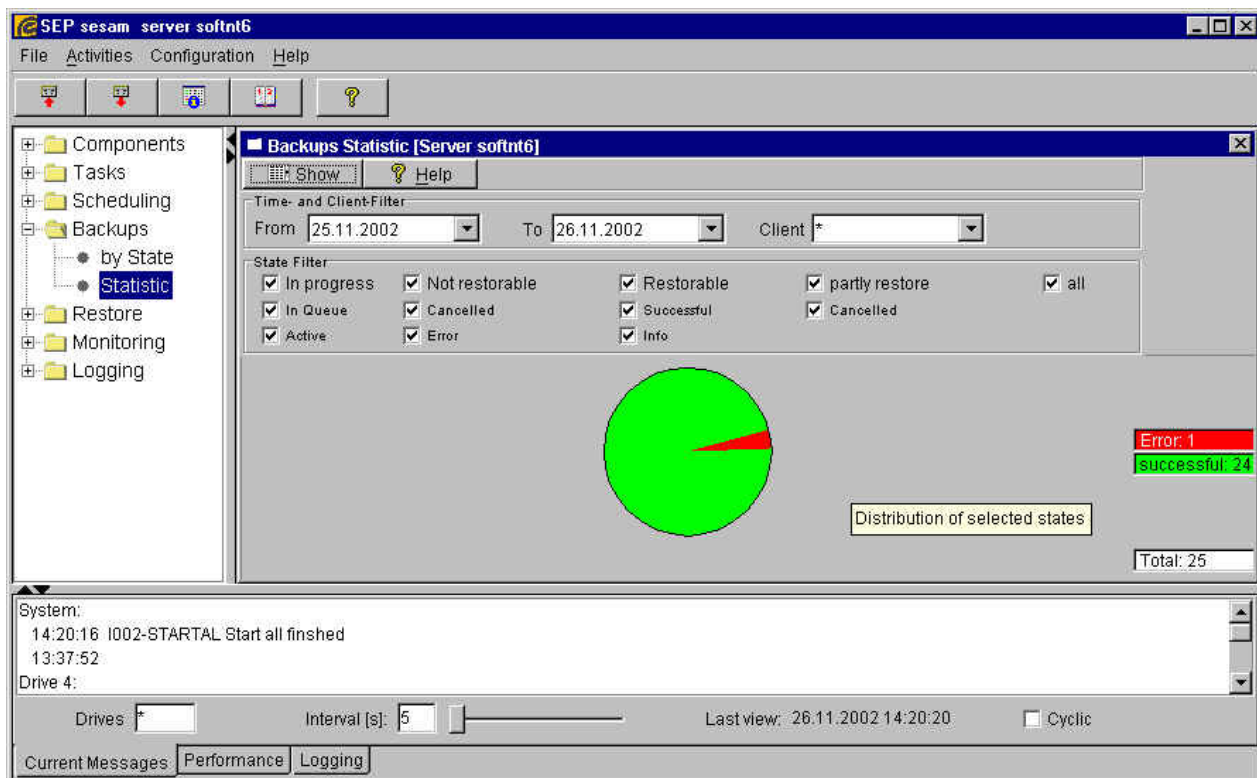 SEP sesam server softnt6
File Activities Configuration Help
Components
Tasks
Scheduling
Backups
by State
Statistic
Restore
Monitoring
Logging
Backups Statistic [Server softnt6]
Show Help
Time- and Client-Filter
From 25.11.2002 To 26.11.2002 Client *
State Filter
In progress Not restorable Restorable partly restore all
In Queue Cancelled Successful Cancelled
Active Error Info
Error: 1
successful: 24
Distribution of selected states
Total: 25
System:
14:20:16 I002-STARTAL Start all finshed
13:37:52
Drive 4:
Drives * Interval [s]: 5 Last view: 26.11.2002 14:20:20 Cyclic
Current Messages Performance Logging